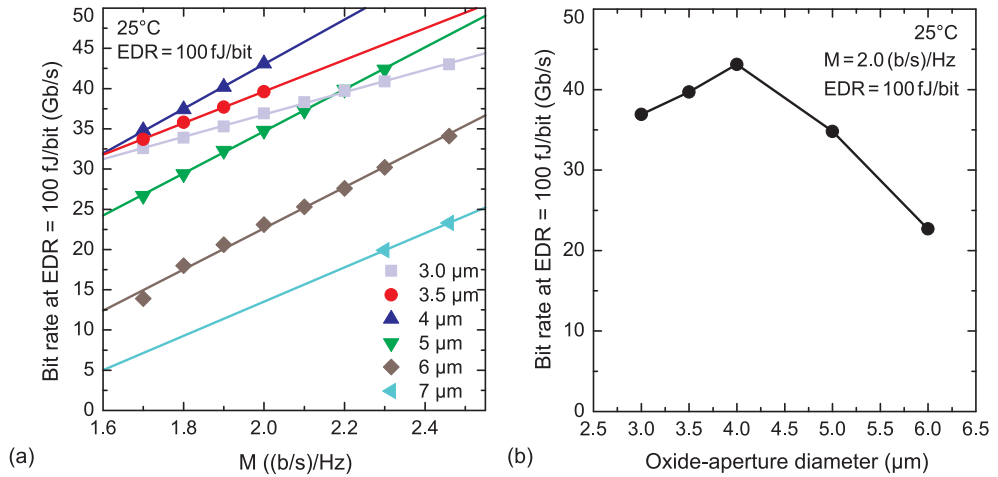 25°C
EDR = 100 fJ/bit
Bit rate at EDR = 100 fJ/bit (Gb/s)
50
45
40
35
30
25
20
15
10
5
0
3.0 µm
3.5 µm
4 µm
5 µm
6 µm
7 µm
1.6 1.8 2.0 2.2 2.4
M ((b/s)/Hz)
(a)
25°C
M = 2.0 (b/s)/Hz
EDR = 100 fJ/bit
Bit rate at EDR = 100 fJ/bit (Gb/s)
50
40
30
20
10
0
2.5 3.0 3.5 4.0 4.5 5.0 5.5 6.0 6.5
Oxide-aperture diameter (µm)
(b)